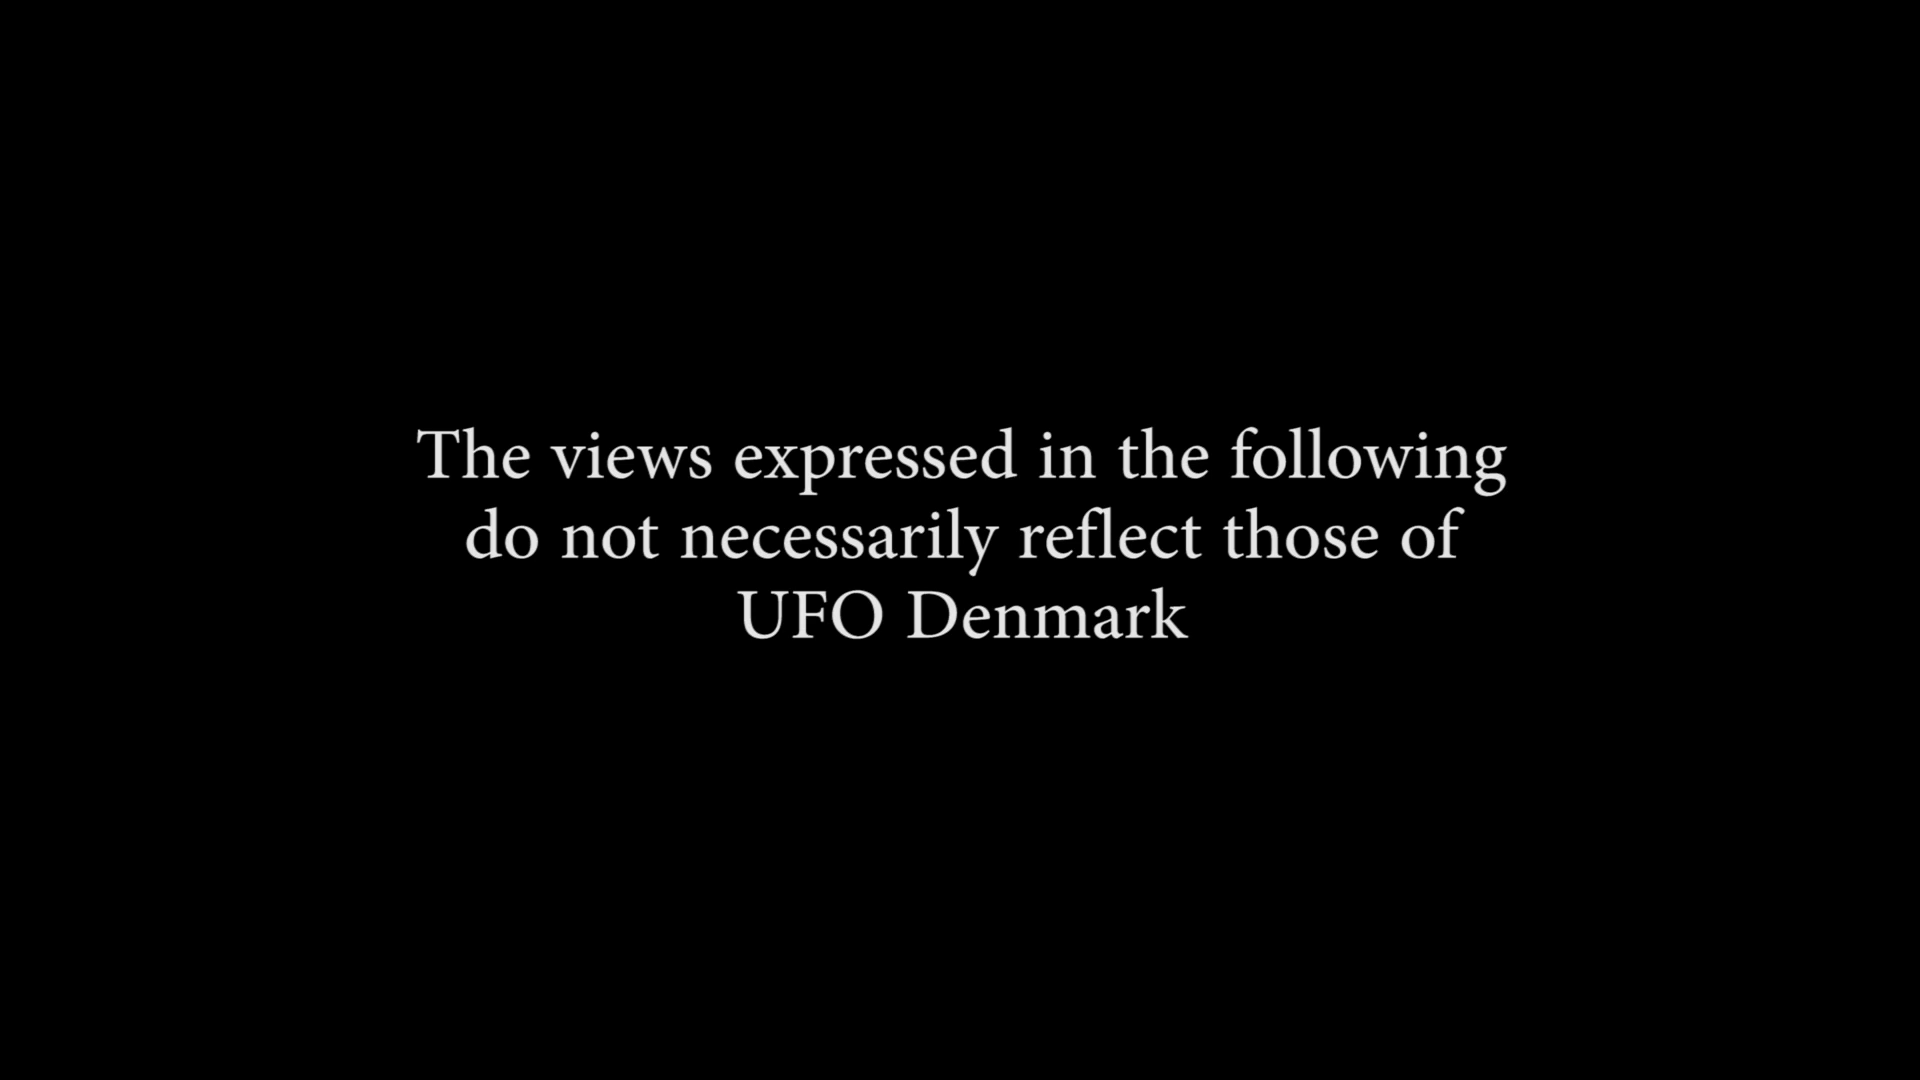 The views expressed in the following
do not necessarily reflect those of
UFO Denmark